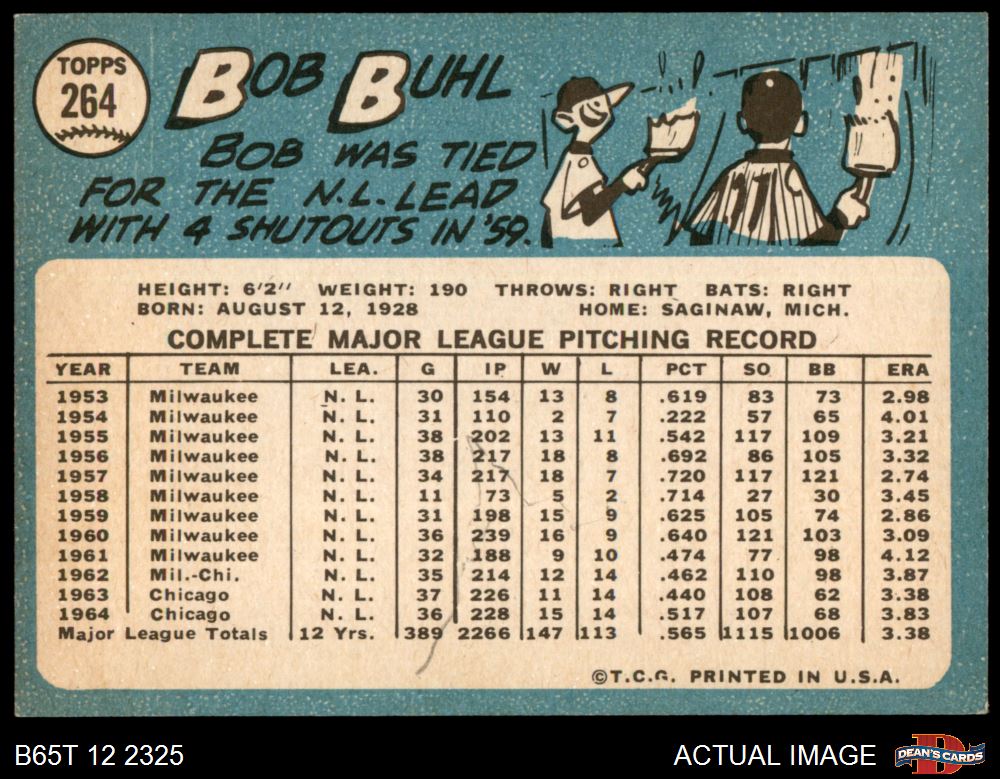 TOPPS
264
BOB BUHL
BOB WAS TIED
FOR THE N.L. LEAD
WITH 4 SHUTOUTS IN '59.
HEIGHT: 6'2" WEIGHT: 190 THROWS: RIGHT BATS: RIGHT
BORN: AUGUST 12, 1928 HOME: SAGINAW, MICH.
COMPLETE MAJOR LEAGUE PITCHING RECORD
YEAR TEAM LEA. G IP W L PCT SO BB ERA
1953 Milwaukee N. L. 30 154 13 8 .619 83 73 2.98
1954 Milwaukee N. L. 31 110 2 7 .222 57 65 4.01
1955 Milwaukee N. L. 38 202 13 11 .542 117 109 3.21
1956 Milwaukee N. L. 38 217 18 8 .692 86 105 3.32
1957 Milwaukee N. L. 34 217 18 7 .720 117 121 2.74
1958 Milwaukee N. L. 11 73 5 2 .714 27 30 3.45
1959 Milwaukee N. L. 31 198 15 9 .625 105 74 2.86
1960 Milwaukee N. L. 36 239 16 9 .640 121 103 3.09
1961 Milwaukee N. L. 32 188 9 10 .474 77 98 4.12
1962 Mil.-Chi. N. L. 35 214 12 14 .462 110 98 3.87
1963 Chicago N. L. 37 226 11 14 .440 108 62 3.38
1964 Chicago N. L. 36 228 15 14 .517 107 68 3.83
Major League Totals 12 Yrs. 389 2266 147 113 .565 1115 1006 3.38
©T.C.G. PRINTED IN U.S.A.
B65T 12 2325 ACTUAL IMAGE DEAN'S CARDS